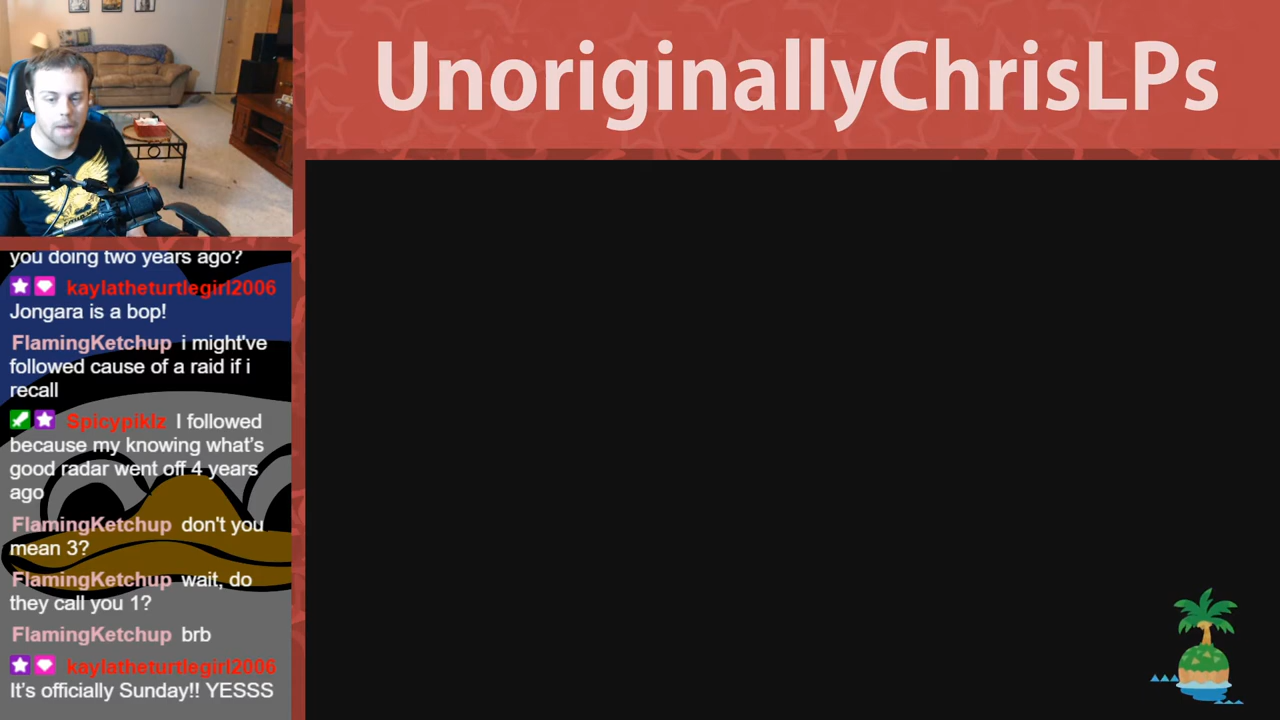 UnoriginallyChrisLPs
you doing two years ago?
kaylatheturtlegirl2006
Jongara is a bop!
FlamingKetchup i might've
followed cause of a raid if i
recall
Spicypiklz I followed
because my knowing what's
good radar went off 4 years
ago
FlamingKetchup don't you
mean 3?
FlamingKetchup wait, do
they call you 1?
FlamingKetchup brb
kaylatheturtlegirl2006
It's officially Sunday!! YESSS